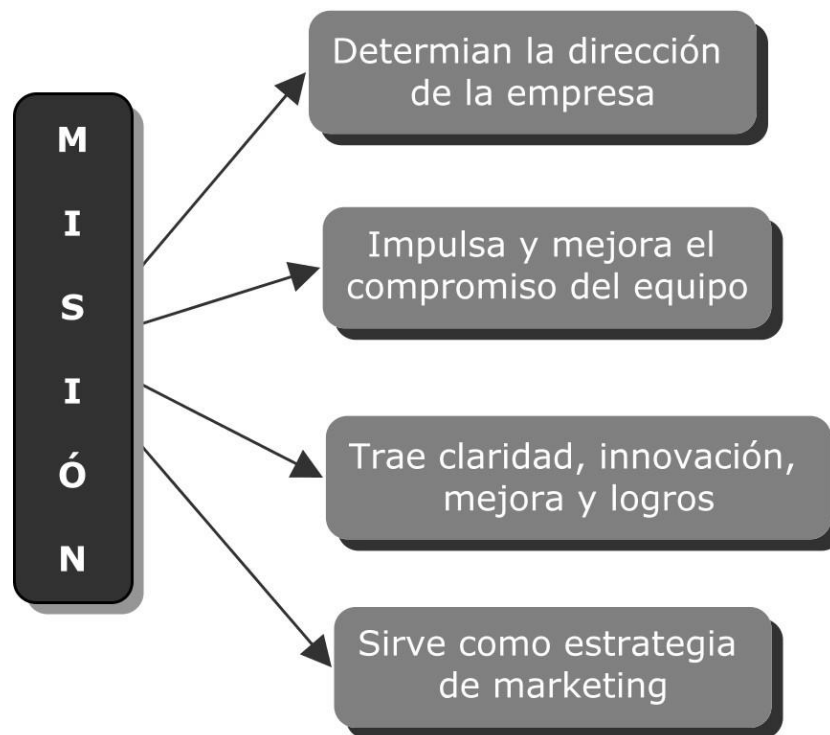 MISIÓN
Determian la dirección
de la empresa
Impulsa y mejora el
compromiso del equipo
Trae claridad, innovación,
mejora y logros
Sirve como estrategia
de marketing